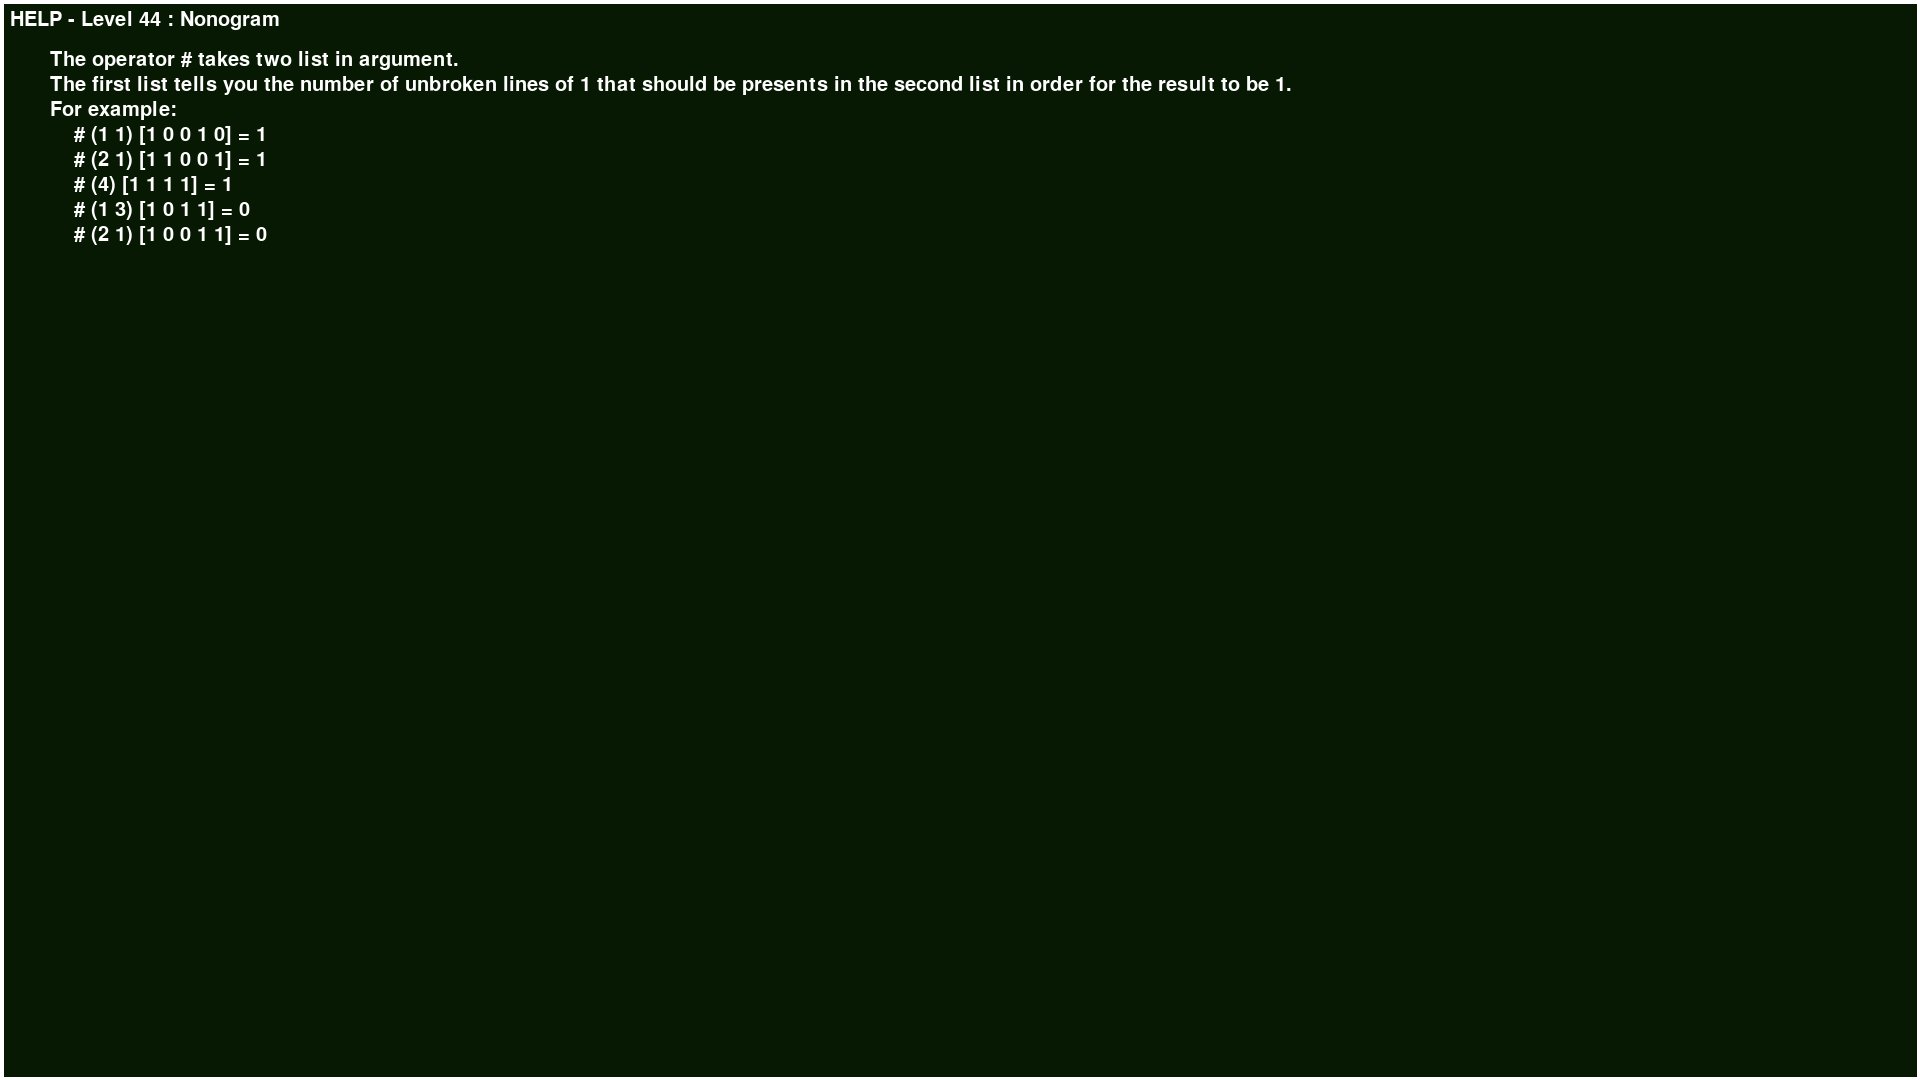 HELP - Level 44 : Nonogram
The operator # takes two list in argument.
The first list tells you the number of unbroken lines of 1 that should be presents in the second list in order for the result to be 1.
For example:
# (1 1) [1 0 0 1 0] = 1
# (2 1) [1 1 0 0 1] = 1
# (4) [1 1 1 1] = 1
# (1 3) [1 0 1 1] = 0
# (2 1) [1 0 0 1 1] = 0